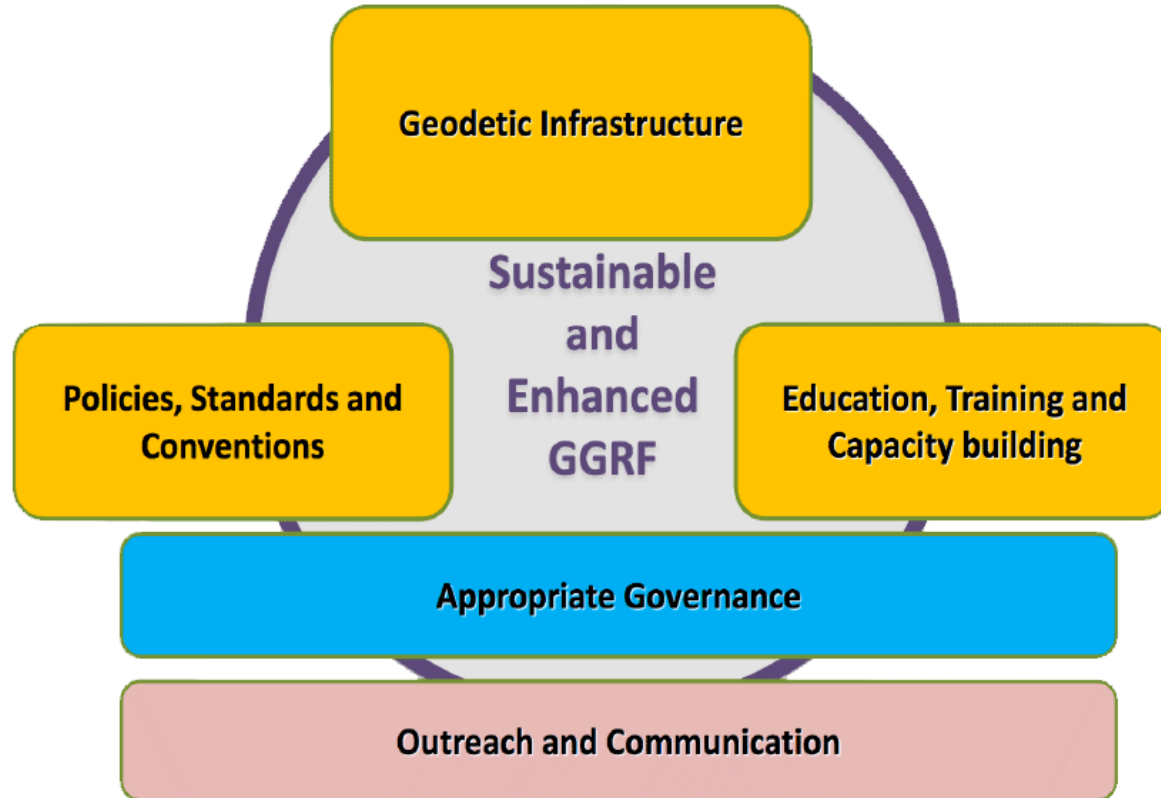 Geodetic Infrastructure
Sustainable
and
Enhanced
GGRF
Policies, Standards and
Conventions
Education, Training and
Capacity building
Appropriate Governance
Outreach and Communication